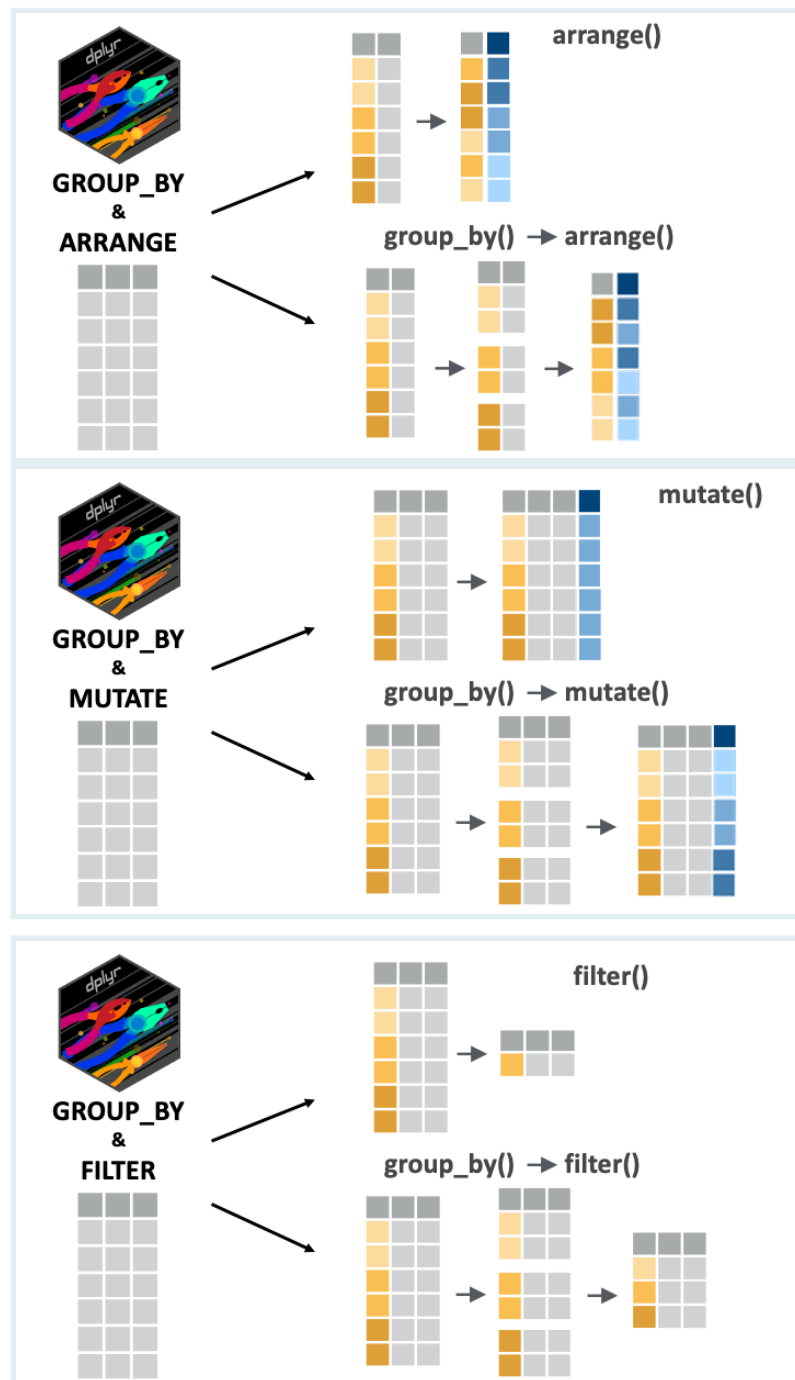 dplyr
arrange()
GROUP_BY
&
ARRANGE
group_by() → arrange()
dplyr
mutate()
GROUP_BY
&
MUTATE
group_by() → mutate()
dplyr
filter()
GROUP_BY
&
FILTER
group_by() → filter()